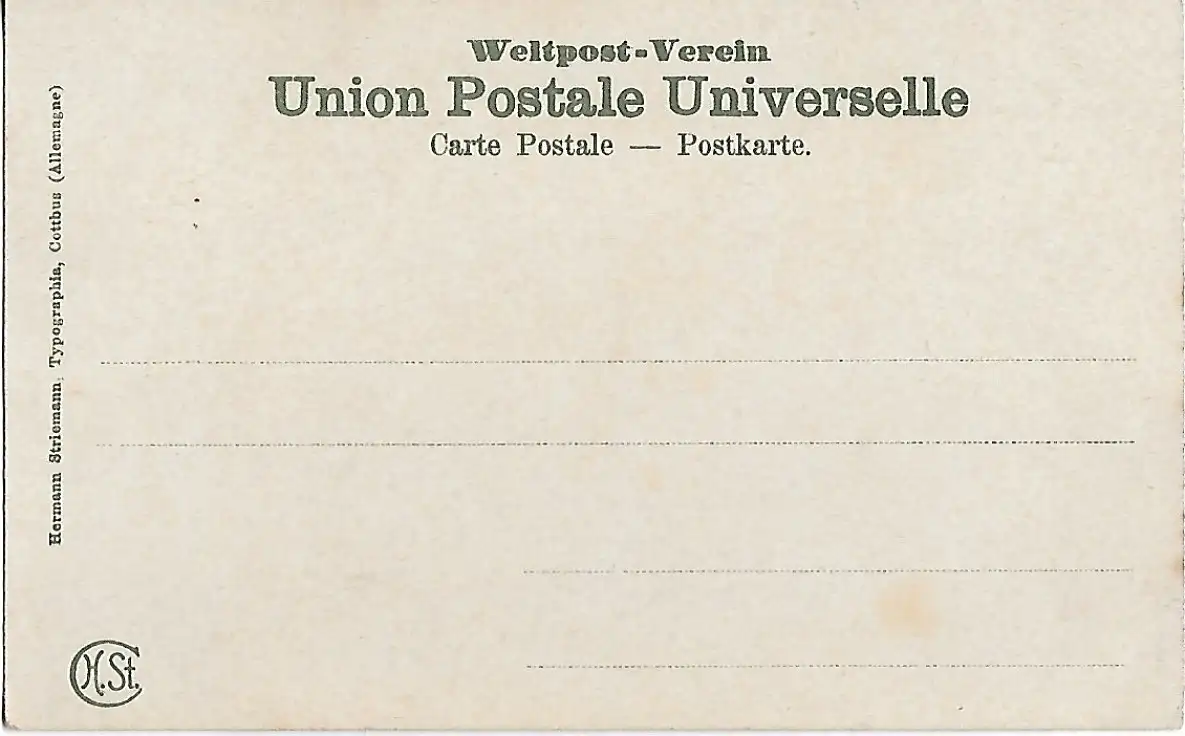 Weltpost-Verein
Union Postale Universelle
Carte Postale — Postkarte.
Hermann Striemann, Typographia, Cottbus (Allemagne)
H.St.